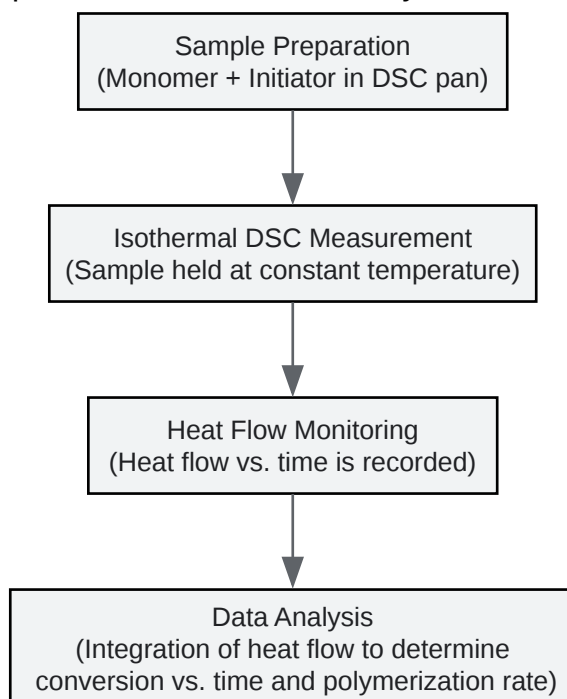 Sample Preparation
(Monomer + Initiator in DSC pan)
Isothermal DSC Measurement
(Sample held at constant temperature)
Heat Flow Monitoring
(Heat flow vs. time is recorded)
Data Analysis
(Integration of heat flow to determine
conversion vs. time and polymerization rate)